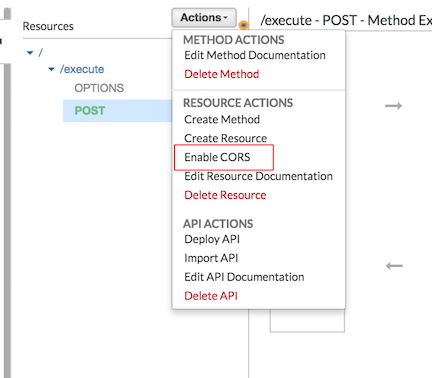 Resources
Actions
/execute - POST - Method Ex
/
/execute
OPTIONS
POST
METHOD ACTIONS
Edit Method Documentation
Delete Method
RESOURCE ACTIONS
Create Method
Create Resource
Enable CORS
Edit Resource Documentation
Delete Resource
API ACTIONS
Deploy API
Import API
Edit API Documentation
Delete API